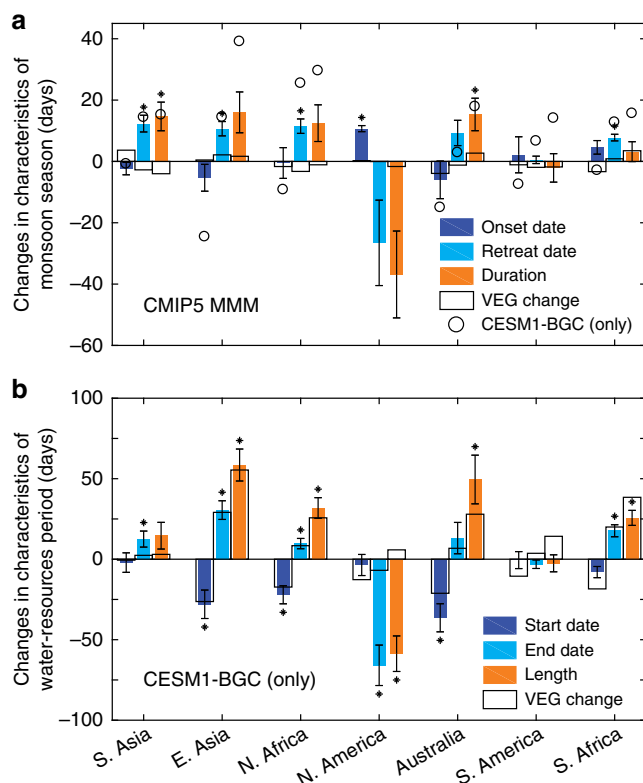 a
Changes in characteristics of
monsoon season (days)
40
20
0
−20
−40
−60
Onset date
Retreat date
Duration
VEG change
CESM1-BGC (only)
CMIP5 MMM
b
Changes in characteristics of
water-resources period (days)
100
50
0
−50
−100
Start date
End date
Length
VEG change
CESM1-BGC (only)
S. Asia
E. Asia
N. Africa
N. America
Australia
S. America
S. Africa